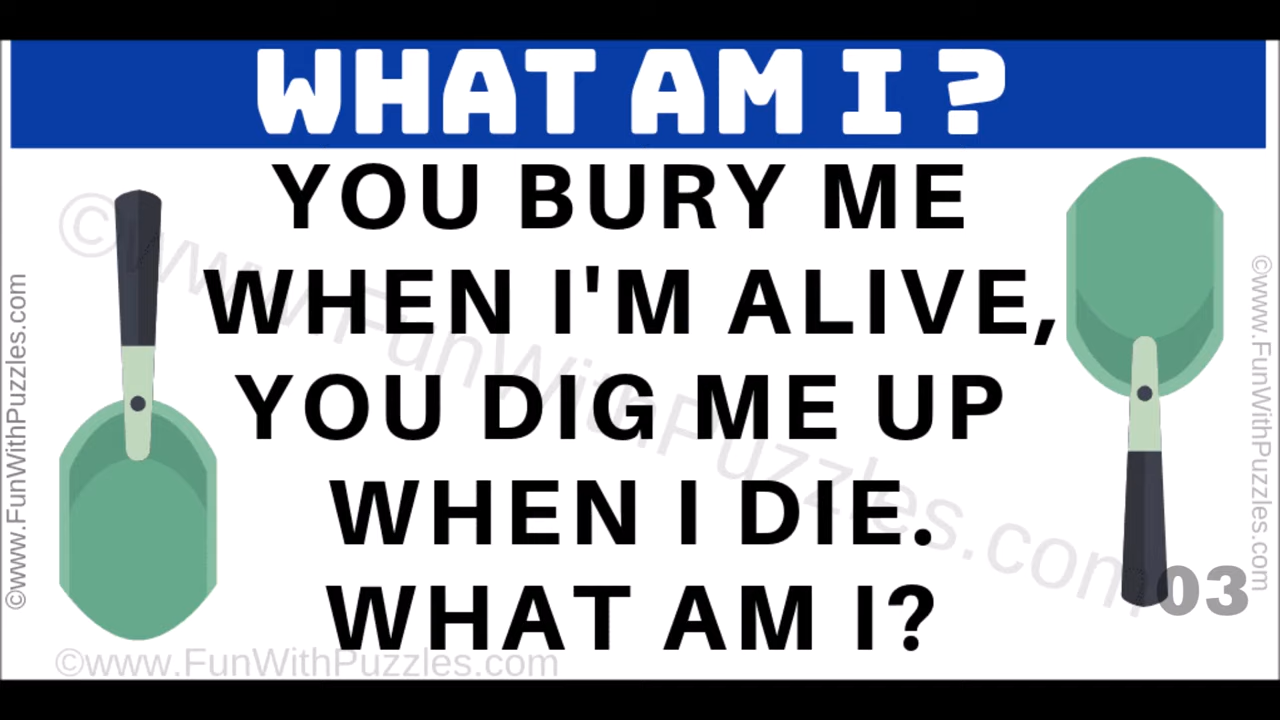 WHAT AM I ?
YOU BURY ME
WHEN I'M ALIVE,
YOU DIG ME UP
WHEN I DIE.
WHAT AM I?
03
©www.FunWithPuzzles.com
©www.FunWithPuzzles.com
©www.FunWithPuzzles.com
©www.FunWithPuzzles.com